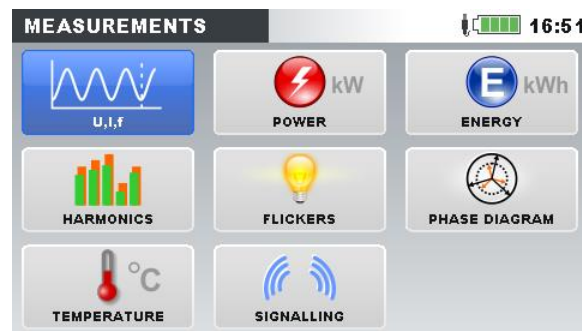 MEASUREMENTS
16:51
U,I,f
kW
POWER
E kWh
ENERGY
HARMONICS
FLICKERS
PHASE DIAGRAM
°C
TEMPERATURE
SIGNALLING